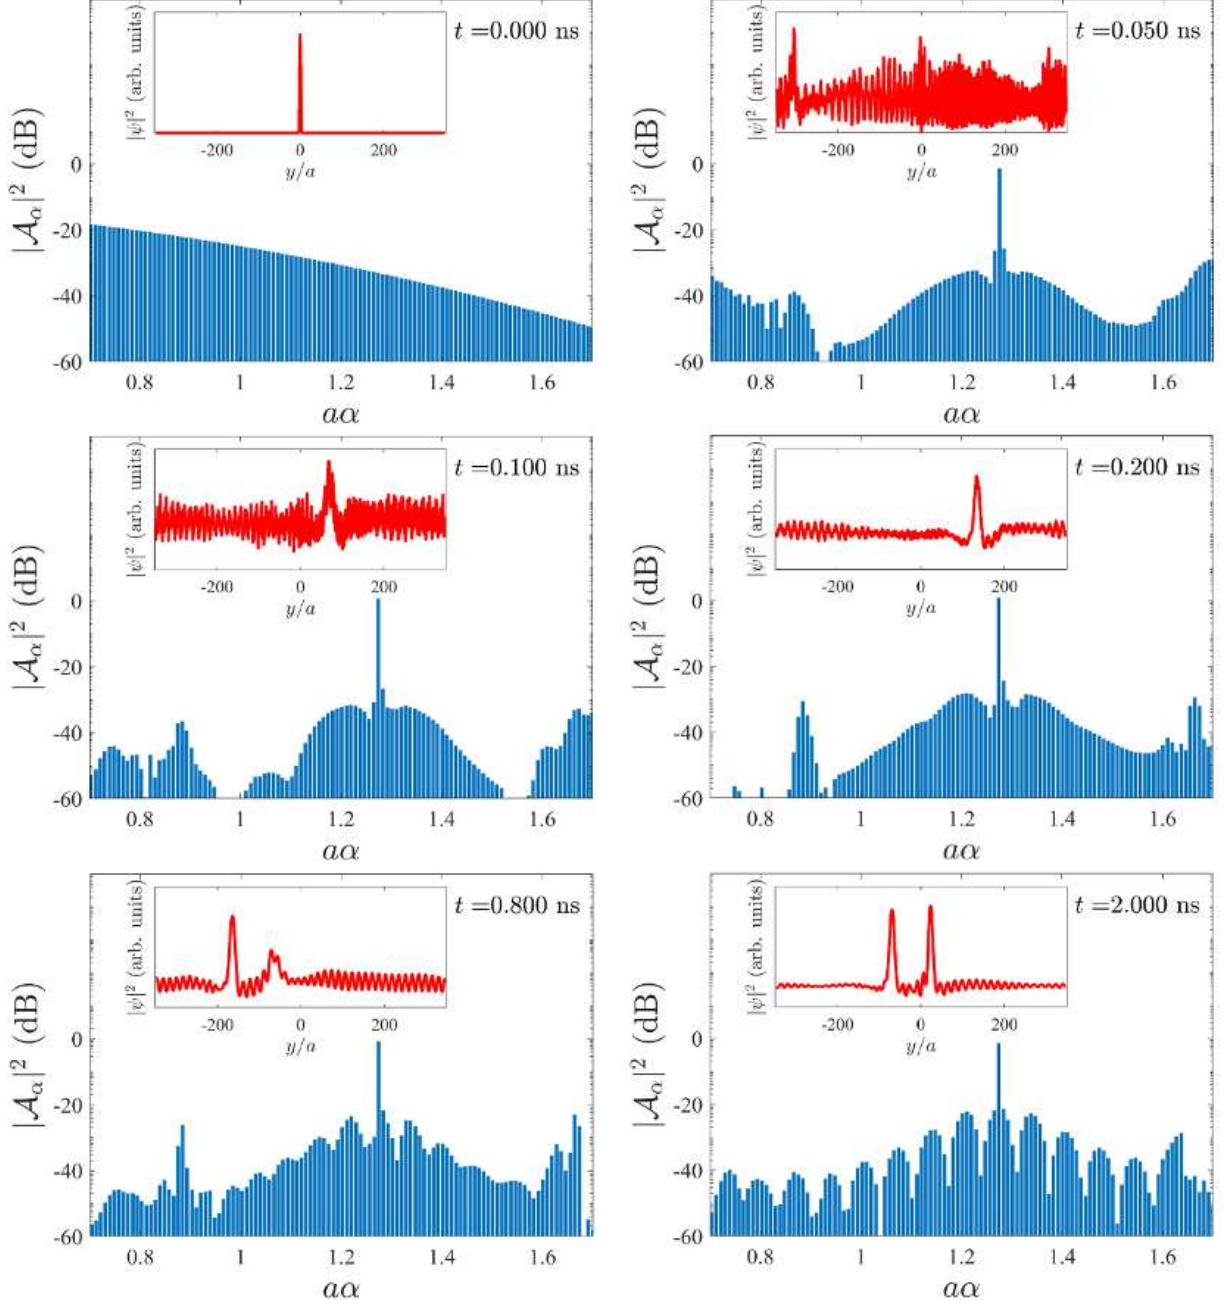 t =0.000 ns
|ψ|² (arb. units)
-200 0 200
y/a
|𝒜α|² (dB)
0
-20
-40
-60
0.8 1 1.2 1.4 1.6
aα
t =0.050 ns
|ψ|² (arb. units)
-200 0 200
y/a
|𝒜α|² (dB)
0
-20
-40
-60
0.8 1 1.2 1.4 1.6
aα
t =0.100 ns
|ψ|² (arb. units)
-200 0 200
y/a
|𝒜α|² (dB)
0
-20
-40
-60
0.8 1 1.2 1.4 1.6
aα
t =0.200 ns
|ψ|² (arb. units)
-200 0 200
y/a
|𝒜α|² (dB)
0
-20
-40
-60
0.8 1 1.2 1.4 1.6
aα
t =0.800 ns
|ψ|² (arb. units)
-200 0 200
y/a
|𝒜α|² (dB)
0
-20
-40
-60
0.8 1 1.2 1.4 1.6
aα
t =2.000 ns
|ψ|² (arb. units)
-200 0 200
y/a
|𝒜α|² (dB)
0
-20
-40
-60
0.8 1 1.2 1.4 1.6
aα